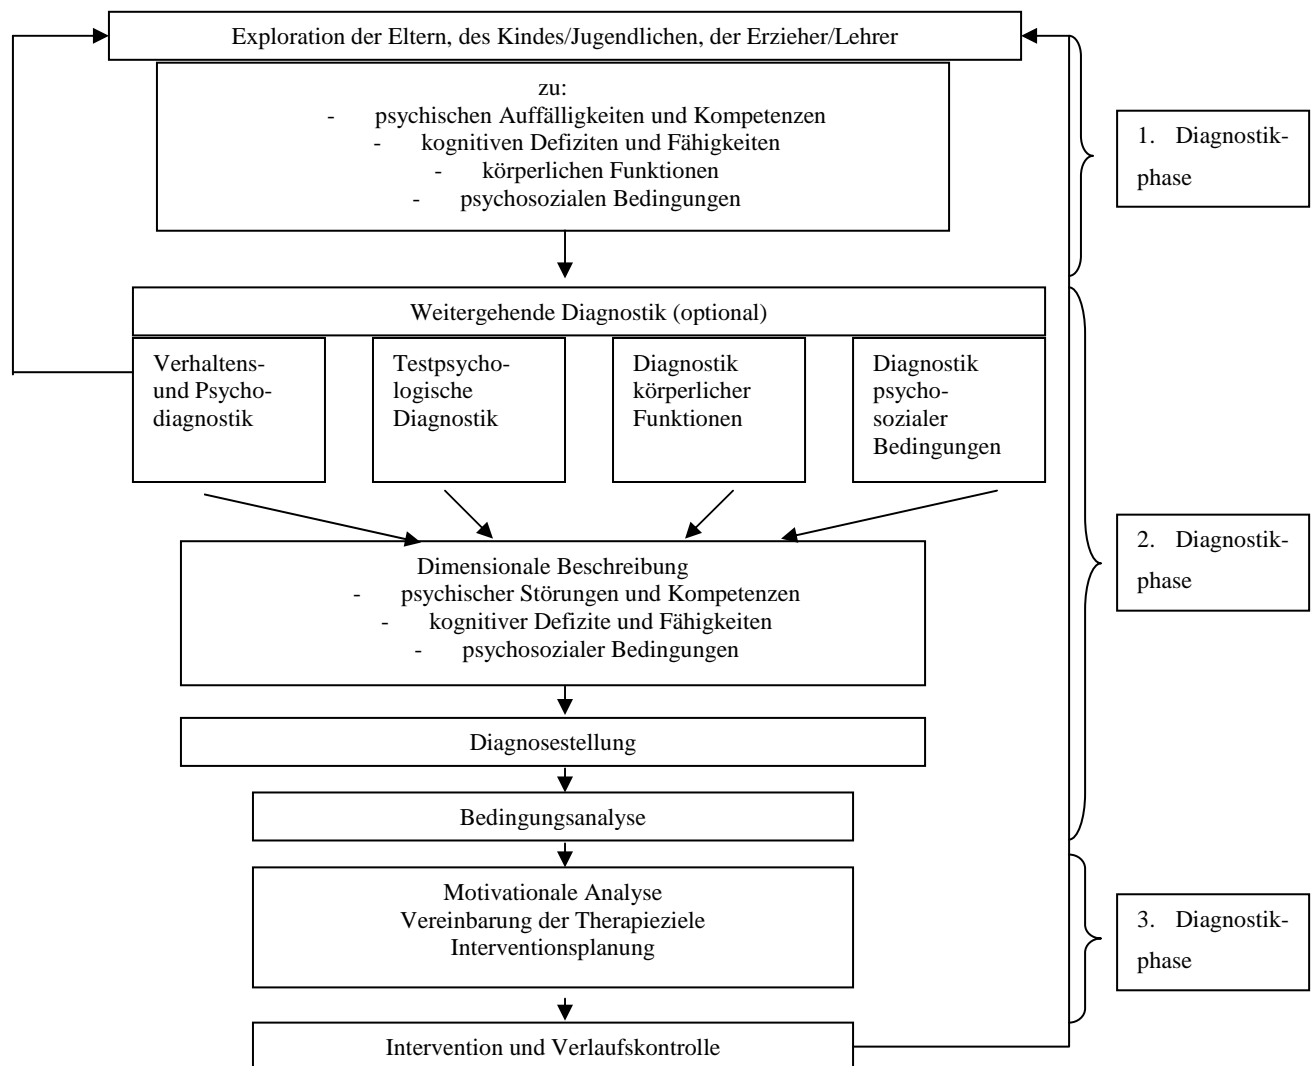 Exploration der Eltern, des Kindes/Jugendlichen, der Erzieher/Lehrer
zu:
- psychischen Auffälligkeiten und Kompetenzen
- kognitiven Defiziten und Fähigkeiten
- körperlichen Funktionen
- psychosozialen Bedingungen
1. Diagnostik-
phase
Weitergehende Diagnostik (optional)
Verhaltens-
und Psycho-
diagnostik
Testpsycho-
logische
Diagnostik
Diagnostik
körperlicher
Funktionen
Diagnostik
psycho-
sozialer
Bedingungen
Dimensionale Beschreibung
- psychischer Störungen und Kompetenzen
- kognitiver Defizite und Fähigkeiten
- psychosozialer Bedingungen
2. Diagnostik-
phase
Diagnosestellung
Bedingungsanalyse
Motivationale Analyse
Vereinbarung der Therapieziele
Interventionsplanung
3. Diagnostik-
phase
Intervention und Verlaufskontrolle